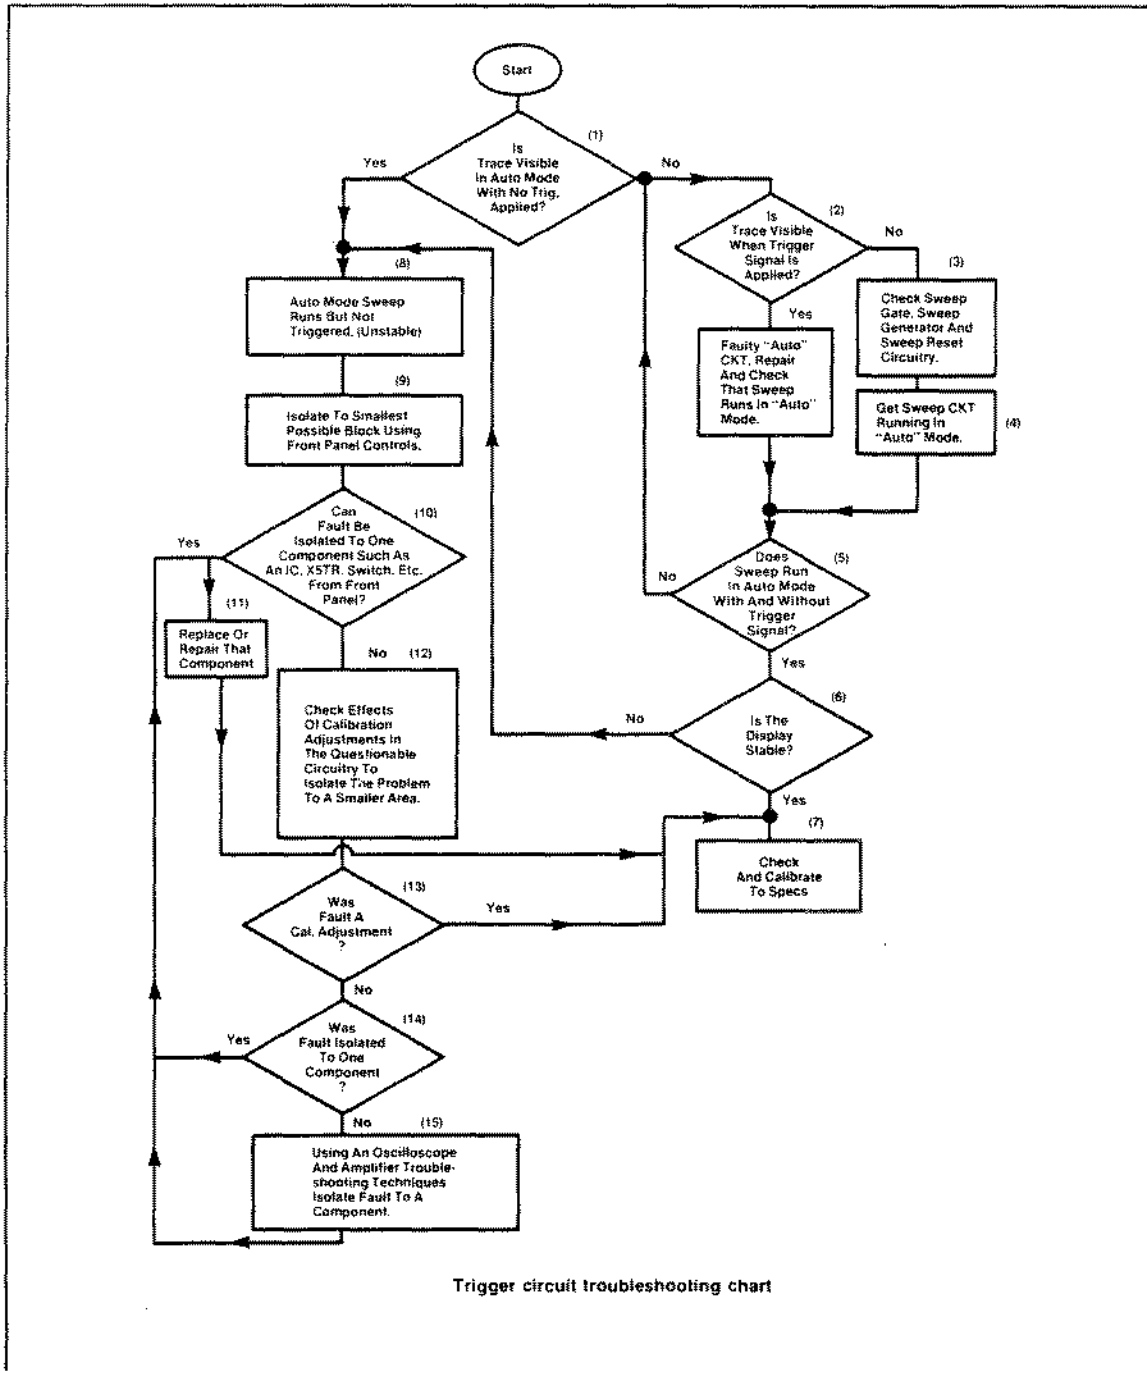 Start
(1)
Is
Trace Visible
In Auto Mode
With No Trig.
Applied?
Yes
No
(2)
Is
Trace Visible
When Trigger
Signal Is
Applied?
No
Yes
(3)
Check Sweep
Gate, Sweep
Generator And
Sweep Reset
Circuitry.
Faulty "Auto"
CKT, Repair
And Check
That Sweep
Runs In "Auto"
Mode.
Get Sweep CKT
Running In
"Auto" Mode.
(4)
(5)
Does
Sweep Run
In Auto Mode
With And Without
Trigger
Signal?
No
Yes
(6)
Is The
Display
Stable?
No
Yes
(7)
Check
And Calibrate
To Specs
(8)
Auto Mode Sweep
Runs But Not
Triggered. (Unstable)
(9)
Isolate To Smallest
Possible Block Using
Front Panel Controls.
(10)
Can
Fault Be
Isolated To One
Component Such As
An IC, XSTR, Switch, Etc.
From Front
Panel?
Yes
(11)
Replace Or
Repair That
Component
No
(12)
Check Effects
Of Calibration
Adjustments In
The Questionable
Circuitry To
Isolate The Problem
To A Smaller Area.
(13)
Was
Fault A
Cal. Adjustment
?
Yes
No
(14)
Was
Fault Isolated
To One
Component
?
Yes
No
(15)
Using An Oscilloscope
And Amplifier Trouble-
shooting Techniques
Isolate Fault To A
Component.
Trigger circuit troubleshooting chart